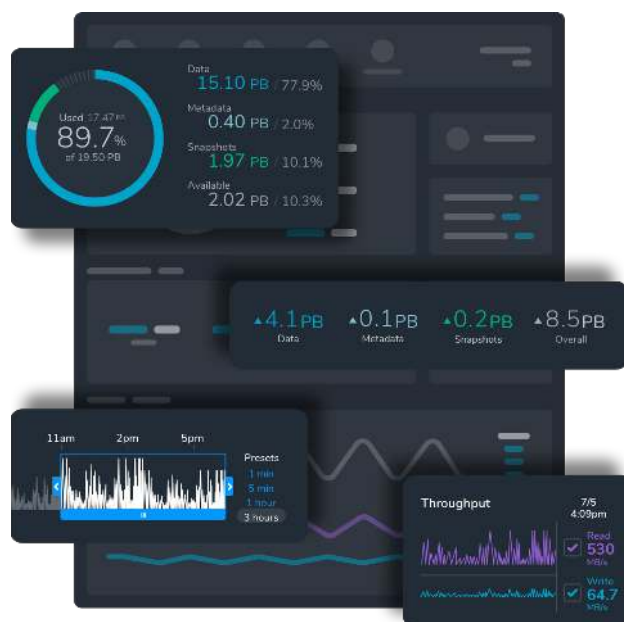 Used 17.47 PB
89.7%
of 19.50 PB
Data
15.10 PB / 77.9%
Metadata
0.40 PB / 2.0%
Snapshots
1.97 PB / 10.1%
Available
2.02 PB / 10.3%
▲4.1PB
Data
▲0.1PB
Metadata
▲0.2PB
Snapshots
▲8.5PB
Overall
11am 2pm 5pm
Presets
1 min
5 min
1 hour
3 hours
Throughput
7/5
4:09pm
Read
530
MB/s
Write
64.7
MB/s